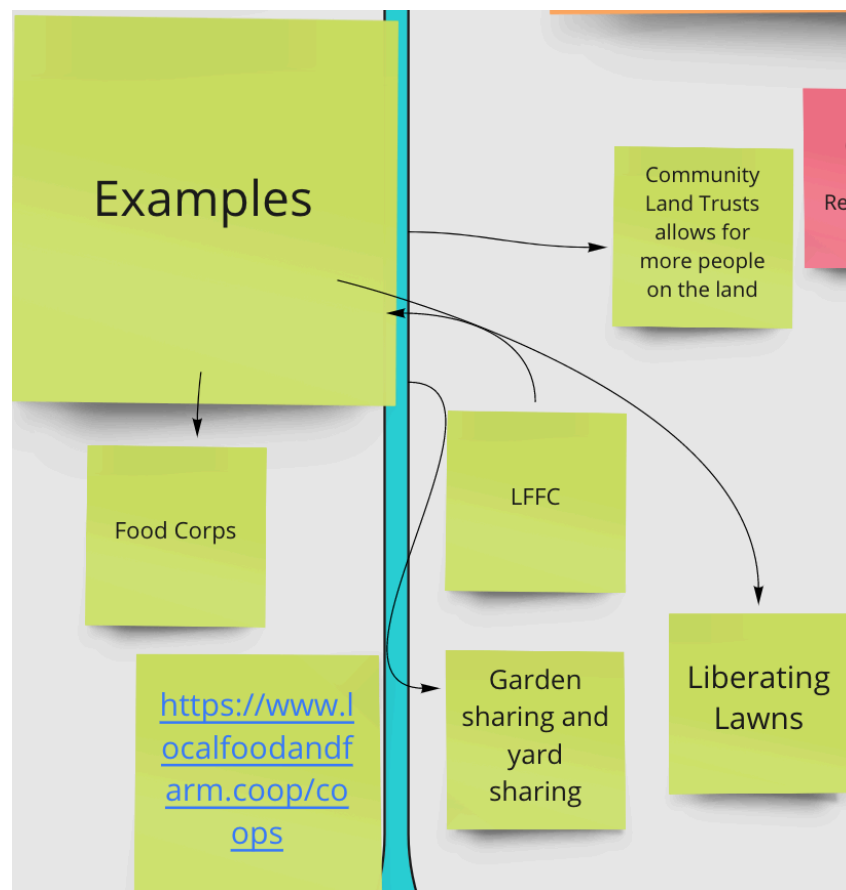 Examples
Community
Land Trusts
allows for
more people
on the land
Re
Food Corps
LFFC
https://www.l
ocalfoodandf
arm.coop/co
ops
Garden
sharing and
yard
sharing
Liberating
Lawns